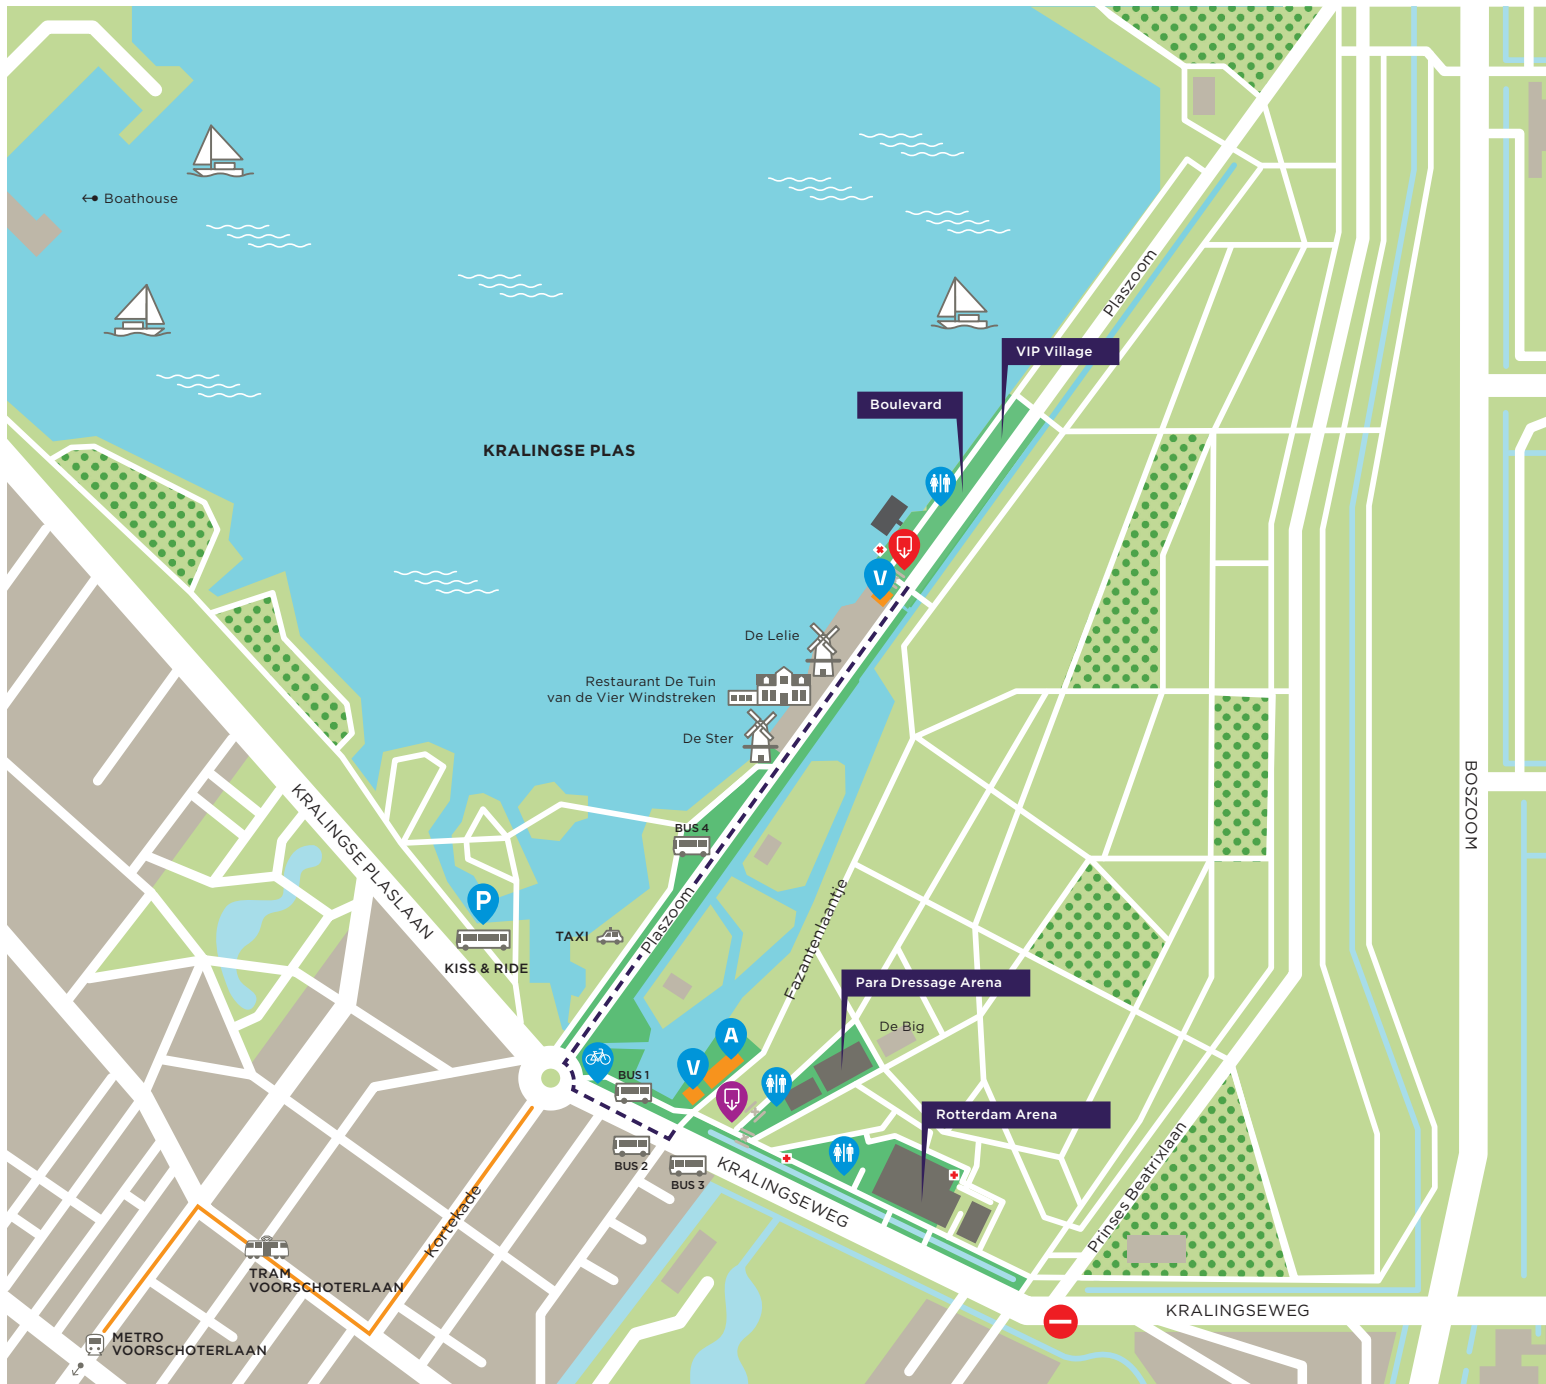 Boathouse
Plaszoom
VIP Village
Boulevard
KRALINGSE PLAS
V
De Lelie
Restaurant De Tuin
van de Vier Windstreken
De Ster
BOSZOOM
KRALINGSE PLASLAAN
BUS 4
P
Plaszoom
Fazantenlaantje
TAXI
KISS & RIDE
Para Dressage Arena
De Big
A
V
BUS 1
Rotterdam Arena
BUS 2
BUS 3
KRALINGSEWEG
Prinses Beatrixlaan
Kortekade
TRAM
VOORSCHOTERLAAN
KRALINGSEWEG
METRO
VOORSCHOTERLAAN